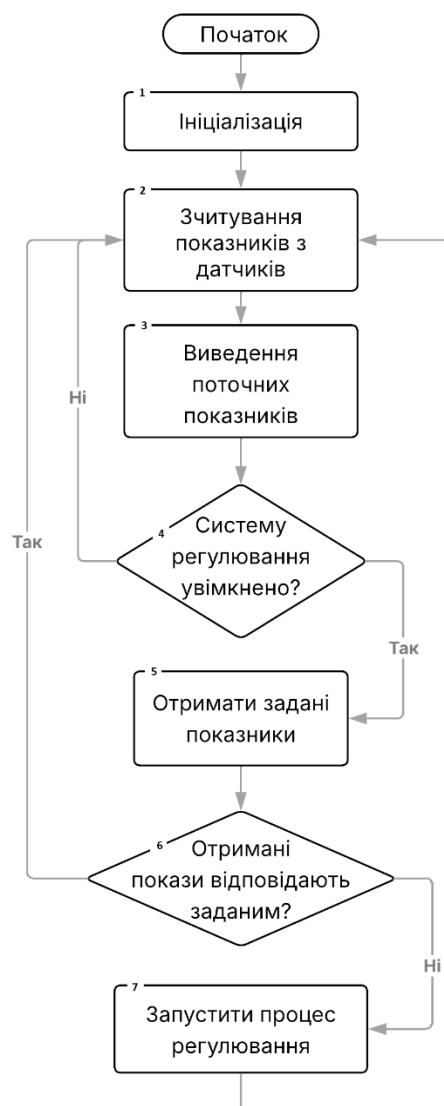 Початок
1
Ініціалізація
2
Зчитування
показників з
датчиків
3
Виведення
поточних
показників
Ні
Так
4
Систему
регулювання
увімкнено?
Так
5
Отримати задані
показники
6
Отримані
покази відповідають
заданим?
Ні
7
Запустити процес
регулювання